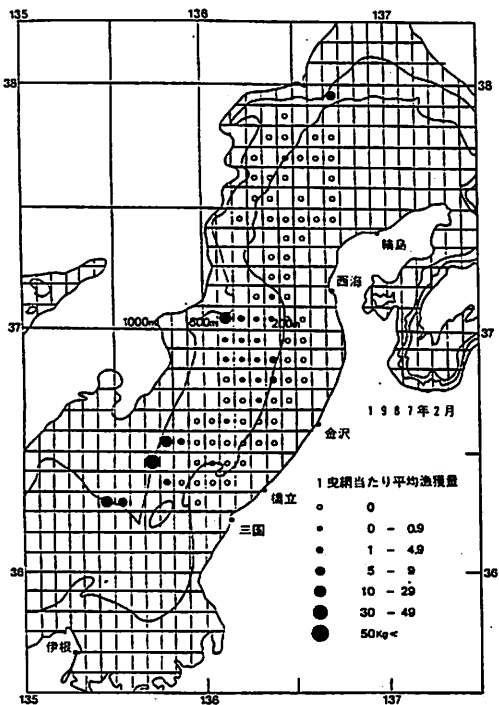 135 136 137
38 38
輪島
西海
1000m 500m 200m
37 37
1987年2月
金沢
1曳網当たり平均漁獲量
0
0 - 0.9
1 - 4.9
5 - 9
10 - 29
30 - 49
50Kg<
橋立
三国
36 36
伊根
135 136 137